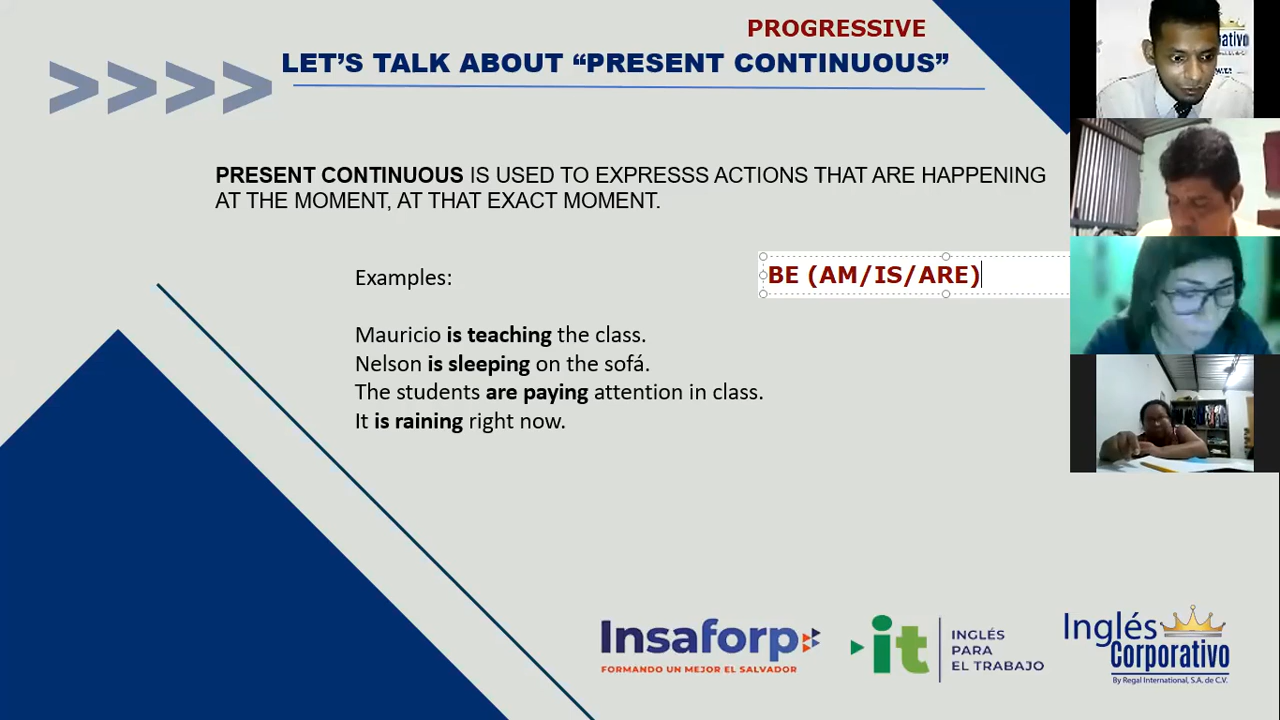 PROGRESSIVE
LET'S TALK ABOUT “PRESENT CONTINUOUS”
PRESENT CONTINUOUS IS USED TO EXPRESSS ACTIONS THAT ARE HAPPENING
AT THE MOMENT, AT THAT EXACT MOMENT.
Examples:
BE (AM/IS/ARE)
Mauricio is teaching the class.
Nelson is sleeping on the sofá.
The students are paying attention in class.
It is raining right now.
Insaforp
FORMANDO UN MEJOR EL SALVADOR
it
INGLÉS
PARA
EL TRABAJO
Inglés
Corporativo
By Regal International, S.A. de C.V.